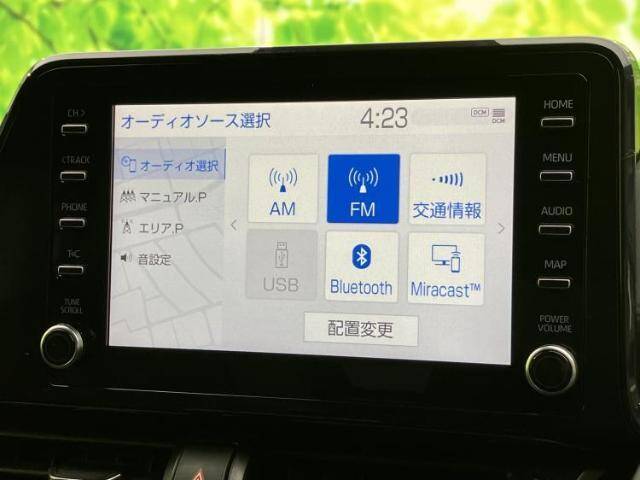 CH >
<TRACK
PHONE
T<C
TUNE
SCROLL
オーディオソース選択
4:23
DCM
DCM
オーディオ選択
マニュアル.P
エリア.P
音設定
AM
FM
交通情報
USB
Bluetooth
Miracast™
配置変更
HOME
MENU
AUDIO
MAP
POWER
VOLUME